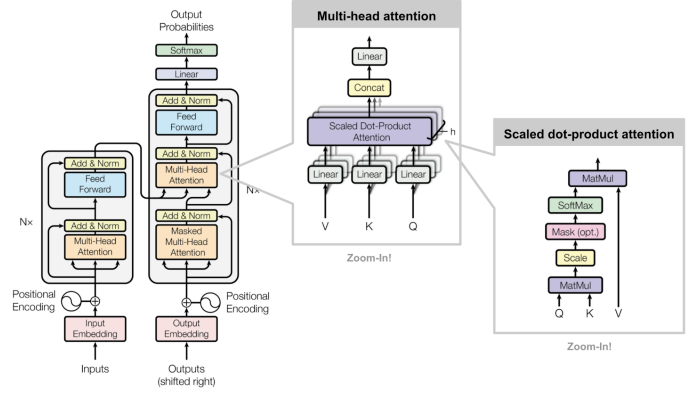 Output
Probabilities
Softmax
Linear
Add & Norm
Feed
Forward
Add & Norm
Multi-Head
Attention
Add & Norm
Masked
Multi-Head
Attention
Nx
Positional
Encoding
Output
Embedding
Outputs
(shifted right)
Add & Norm
Feed
Forward
Nx
Add & Norm
Multi-Head
Attention
Positional
Encoding
Input
Embedding
Inputs
Multi-head attention
Linear
Concat
Scaled Dot-Product
Attention
h
Linear Linear Linear
V K Q
Zoom-In!
Scaled dot-product attention
MatMul
SoftMax
Mask (opt.)
Scale
MatMul
Q K V
Zoom-In!